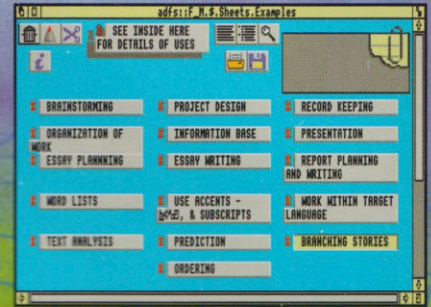 adfs::F_M.$.Sheets.Examples
SEE INSIDE HERE
FOR DETAILS OF USES
i
BRAINSTORMING
PROJECT DESIGN
RECORD KEEPING
ORGANIZATION OF
WORK
INFORMATION BASE
PRESENTATION
ESSAY PLANNNING
ESSAY WRITING
REPORT PLANNING
AND WRITING
WORD LISTS
USE ACCENTS -
& SUBSCRIPTS
WORK WITHIN TARGET
LANGUAGE
TEXT ANALYSIS
PREDICTION
BRANCHING STORIES
ORDERING